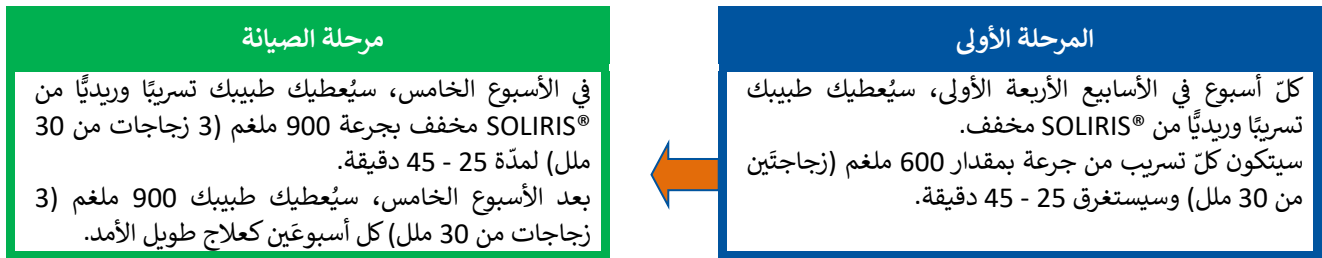 المرحلة الأولى
كلّ أسبوع في الأسابيع الأربعة الأولى، سيُعطيك طبيبك
تسريبًا وريديًّا من SOLIRIS® مخفف.
سيتكون كلّ تسريب من جرعة بمقدار 600 ملغم (زجاجتَين
من 30 ملل) وسيستغرق 25 - 45 دقيقة.
مرحلة الصيانة
في الأسبوع الخامس، سيُعطيك طبيبك تسريبًا وريديًّا من
SOLIRIS® مخفف بجرعة 900 ملغم (3 زجاجات من 30
ملل) لمدّة 25 - 45 دقيقة.
بعد الأسبوع الخامس، سيُعطيك طبيبك 900 ملغم (3
زجاجات من 30 ملل) كل أسبوعَين كعلاج طويل الأمد.